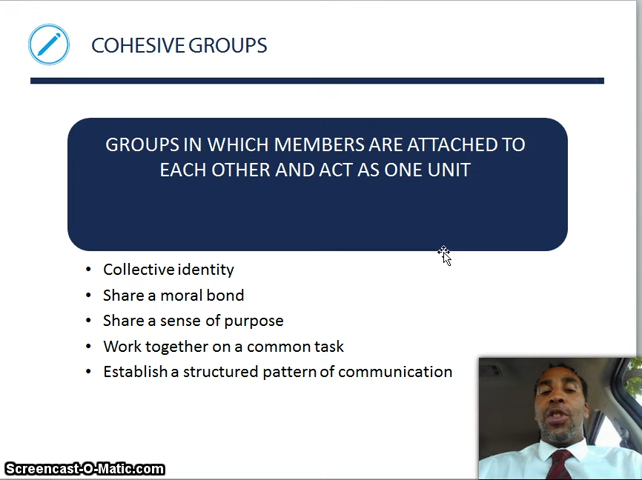 COHESIVE GROUPS
GROUPS IN WHICH MEMBERS ARE ATTACHED TO
EACH OTHER AND ACT AS ONE UNIT
• Collective identity
• Share a moral bond
• Share a sense of purpose
• Work together on a common task
• Establish a structured pattern of communication
Screencast-O-Matic.com